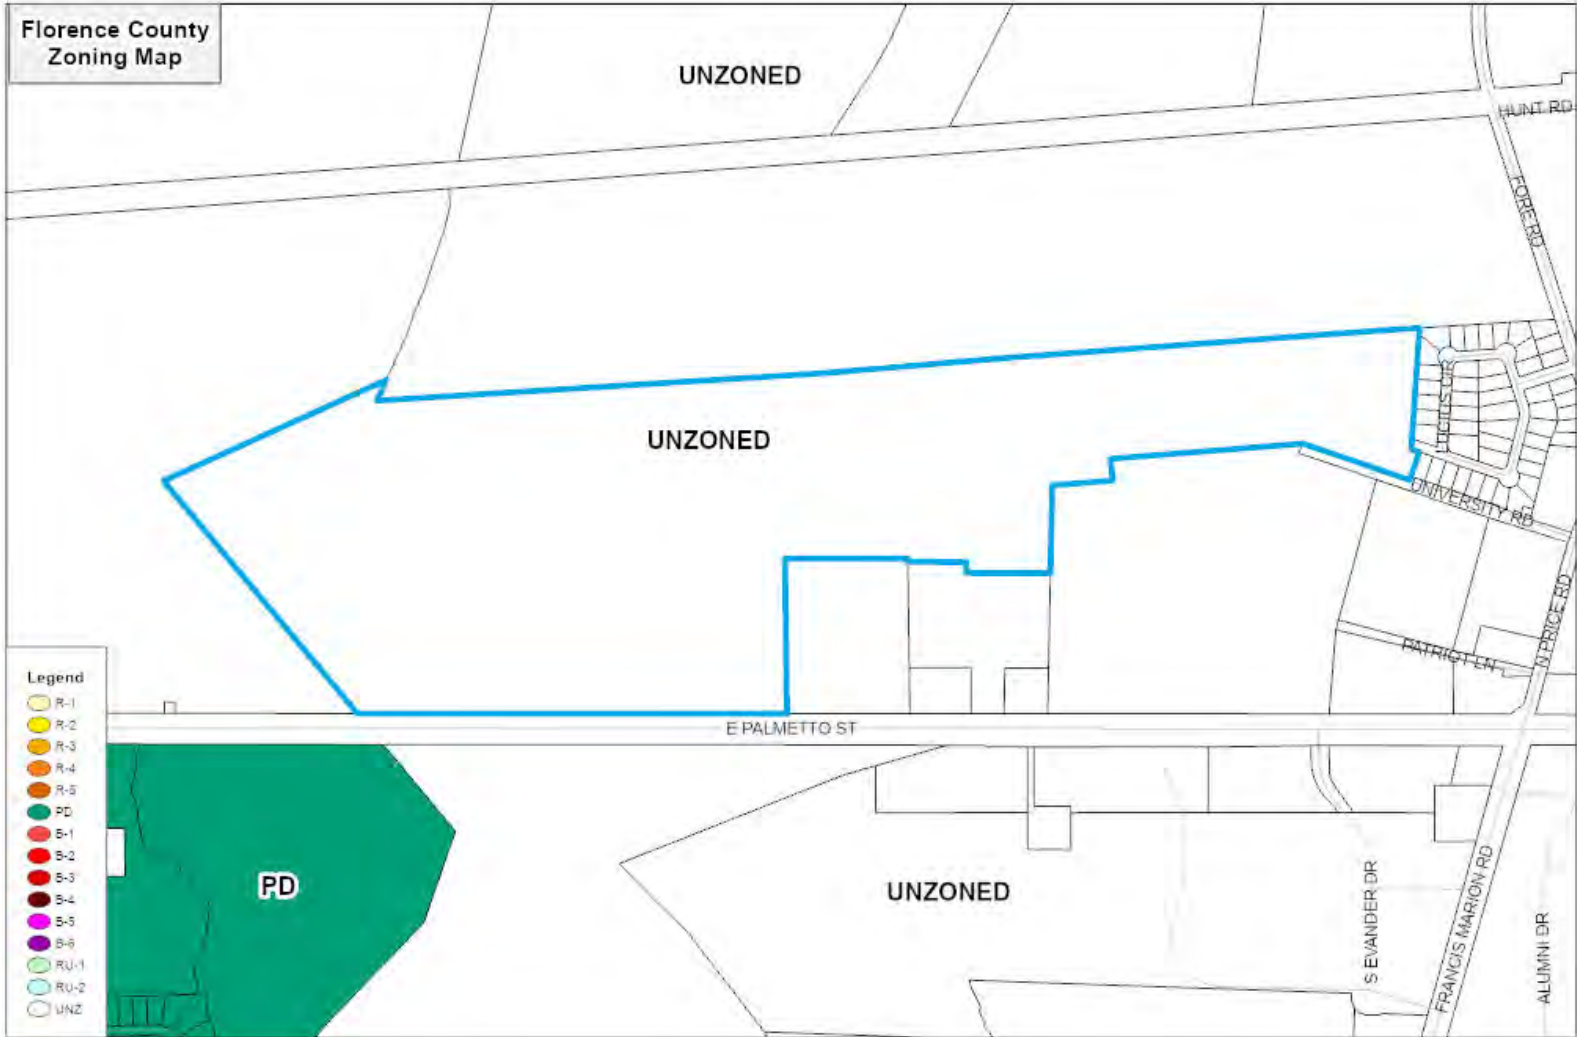 Florence County
Zoning Map
UNZONED
HUNT RD
FORE RD
UNZONED
LUCIUS CIR
UNIVERSITY RD
N PRICE RD
PATRIOT LN
E PALMETTO ST
Legend
R-1
R-2
R-3
R-4
R-5
PD
B-1
B-2
B-3
B-4
B-5
B-6
RU-1
RU-2
UNZ
PD
UNZONED
S EVANDER DR
FRANCIS MARION RD
ALUMNI DR